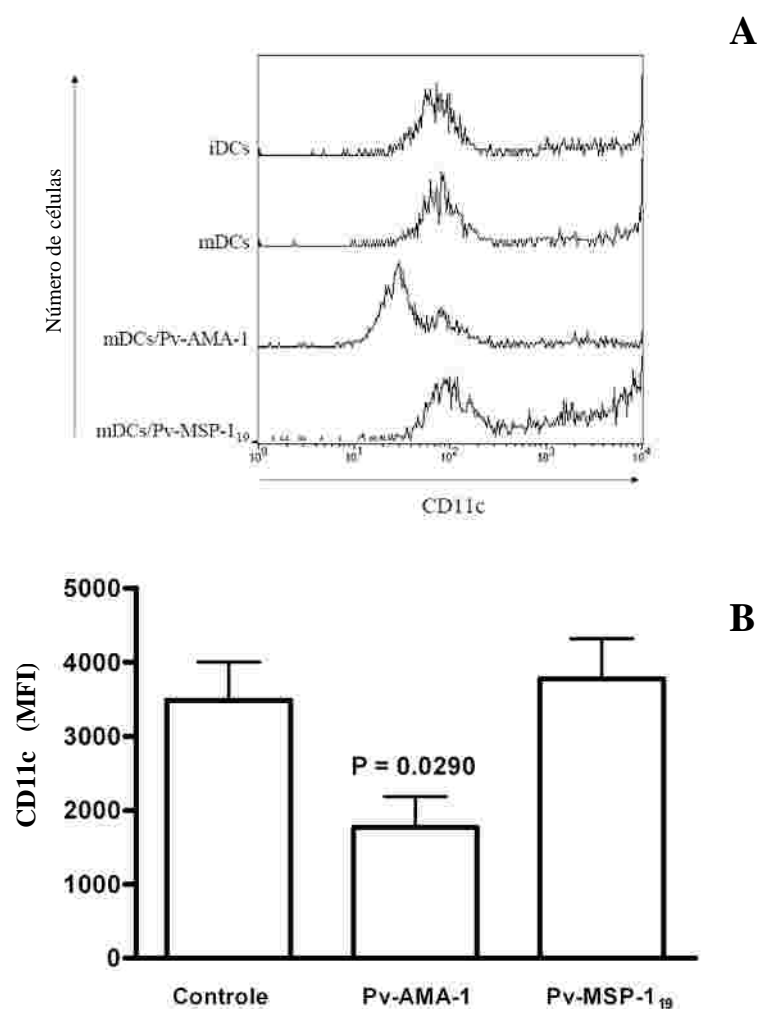 A
Número de células
iDCs
mDCs
mDCs/Pv-AMA-1
mDCs/Pv-MSP-1₁₉
10⁰ 10¹ 10² 10³ 10⁴
CD11c
B
CD11c (MFI)
5000
4000
3000
2000
1000
0
P = 0.0290
Controle Pv-AMA-1 Pv-MSP-1₁₉